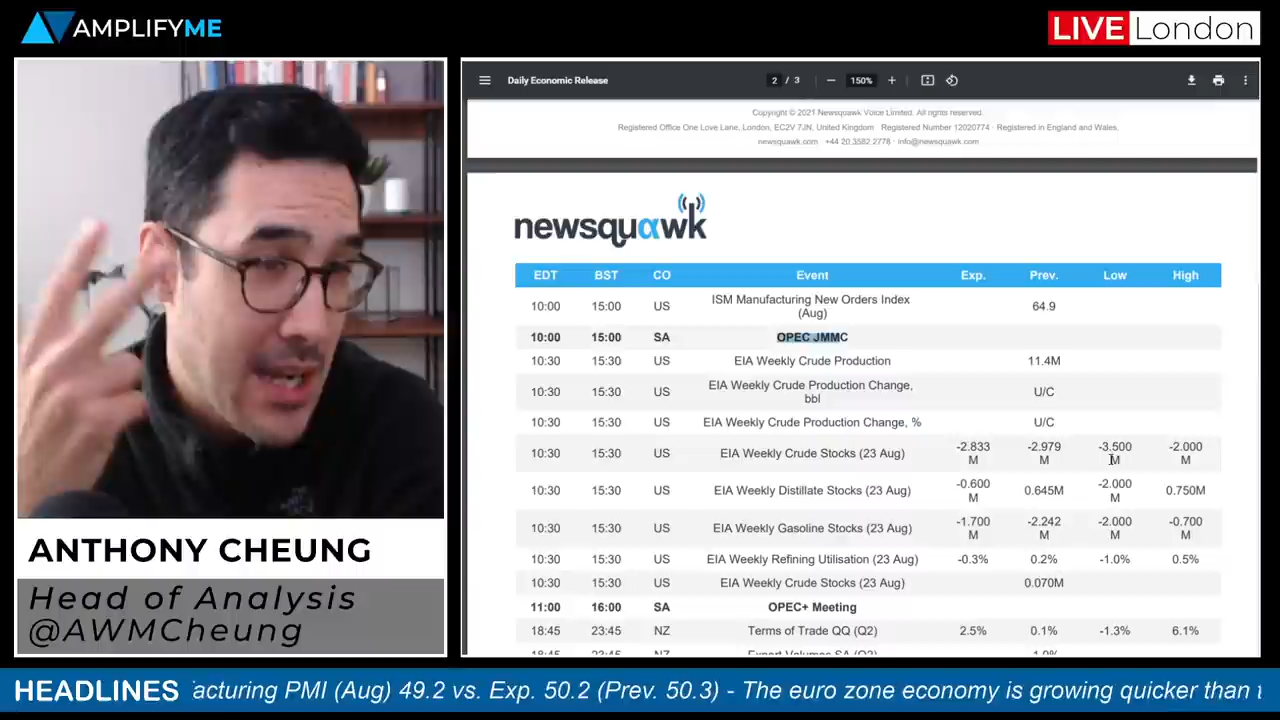 AMPLIFYME
LIVE London
Daily Economic Release
2 / 3
150%
Copyright © 2021 Newsquawk Voice Limited. All rights reserved.
Registered Office One Love Lane, London, EC2V 7JN, United Kingdom · Registered Number 12020774 · Registered in England and Wales.
newsquawk.com · +44 20 3582 2778 · info@newsquawk.com
newsquawk
EDT BST CO Event Exp. Prev. Low High
10:00 15:00 US ISM Manufacturing New Orders Index (Aug) 64.9
10:00 15:00 SA OPEC JMMC
10:30 15:30 US EIA Weekly Crude Production 11.4M
10:30 15:30 US EIA Weekly Crude Production Change, bbl U/C
10:30 15:30 US EIA Weekly Crude Production Change, % U/C
10:30 15:30 US EIA Weekly Crude Stocks (23 Aug) -2.833 M -2.979 M -3.500 M -2.000 M
10:30 15:30 US EIA Weekly Distillate Stocks (23 Aug) -0.600 M 0.645M -2.000 M 0.750M
10:30 15:30 US EIA Weekly Gasoline Stocks (23 Aug) -1.700 M -2.242 M -2.000 M -0.700 M
10:30 15:30 US EIA Weekly Refining Utilisation (23 Aug) -0.3% 0.2% -1.0% 0.5%
10:30 15:30 US EIA Weekly Crude Stocks (23 Aug) 0.070M
11:00 16:00 SA OPEC+ Meeting
18:45 23:45 NZ Terms of Trade QQ (Q2) 2.5% 0.1% -1.3% 6.1%
ANTHONY CHEUNG
Head of Analysis
@AWMCheung
HEADLINES acturing PMI (Aug) 49.2 vs. Exp. 50.2 (Prev. 50.3) - The euro zone economy is growing quicker than